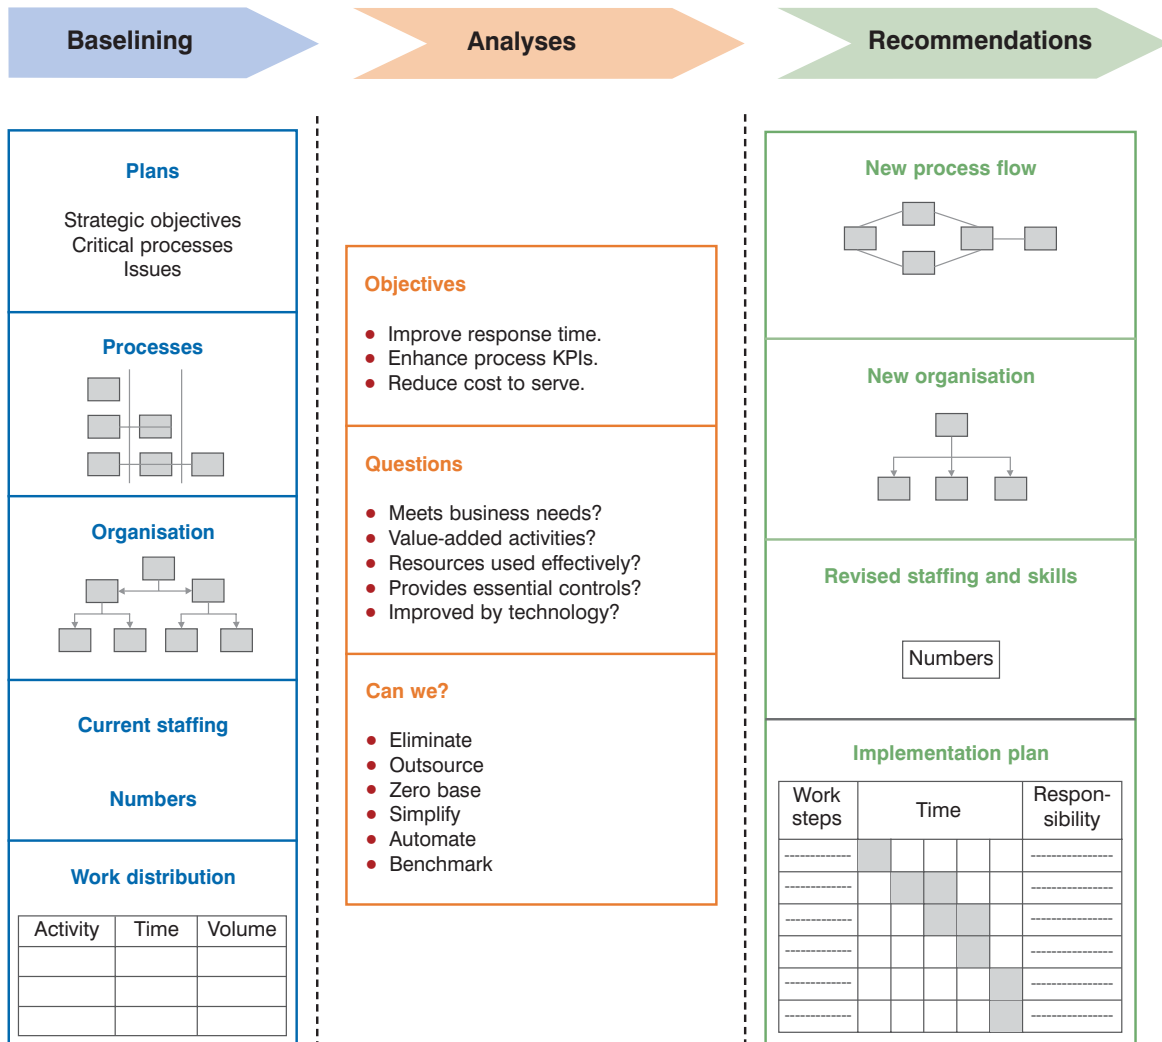 Baselining
Analyses
Recommendations
Plans
Strategic objectives
Critical processes
Issues
Processes
Organisation
Current staffing
Numbers
Work distribution
Activity Time Volume
Objectives
• Improve response time.
• Enhance process KPIs.
• Reduce cost to serve.
Questions
• Meets business needs?
• Value-added activities?
• Resources used effectively?
• Provides essential controls?
• Improved by technology?
Can we?
• Eliminate
• Outsource
• Zero base
• Simplify
• Automate
• Benchmark
New process flow
New organisation
Revised staffing and skills
Numbers
Implementation plan
Work
steps
Time
Respon-
sibility